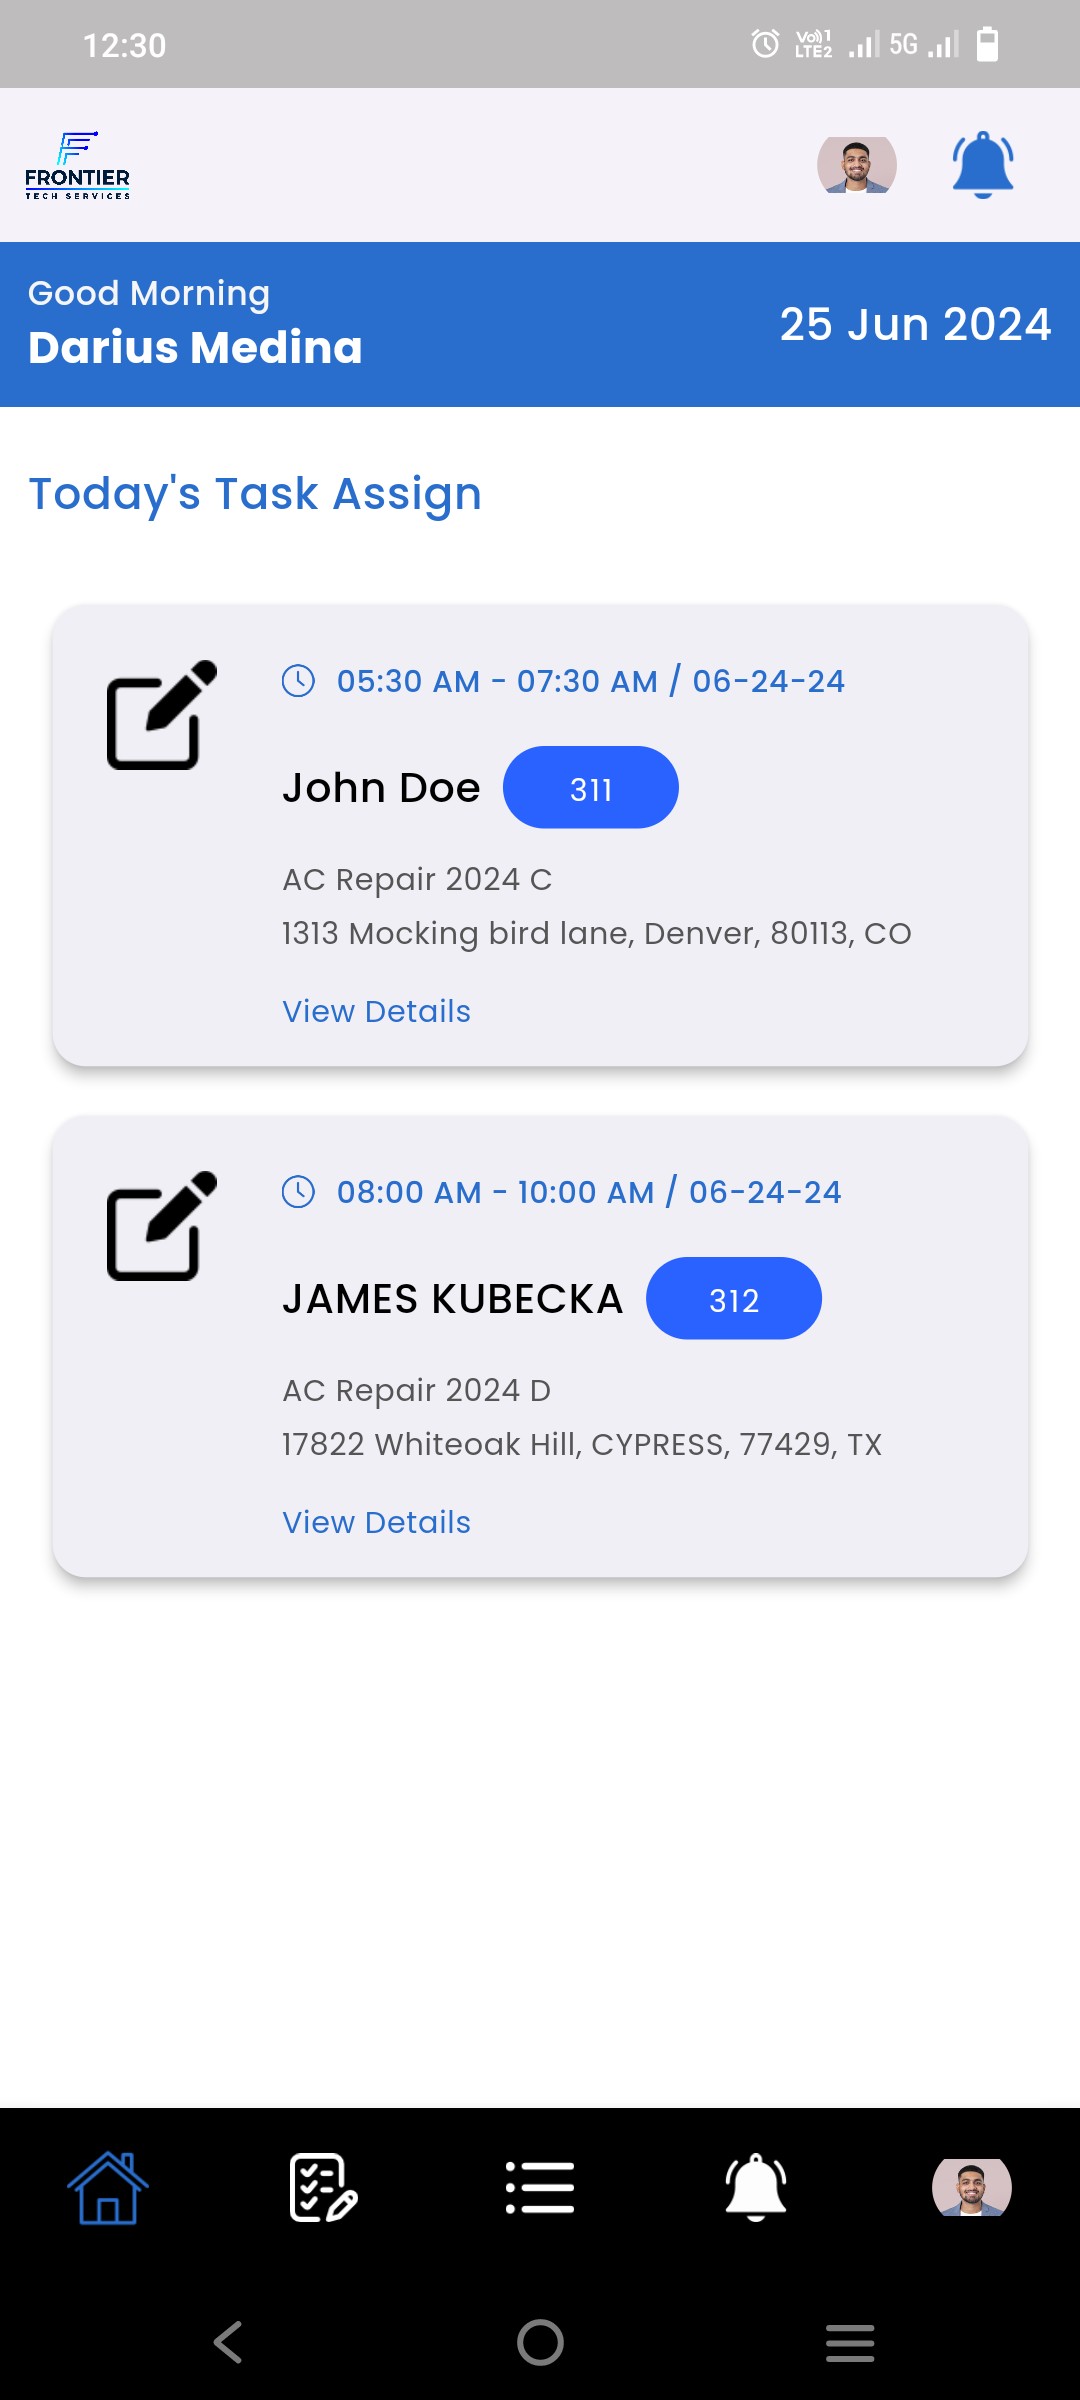 12:30
Vo))1 LTE2 5G
FRONTIER
TECH SERVICES
Good Morning
Darius Medina
25 Jun 2024
Today's Task Assign
05:30 AM - 07:30 AM / 06-24-24
John Doe 311
AC Repair 2024 C
1313 Mocking bird lane, Denver, 80113, CO
View Details
08:00 AM - 10:00 AM / 06-24-24
JAMES KUBECKA 312
AC Repair 2024 D
17822 Whiteoak Hill, CYPRESS, 77429, TX
View Details